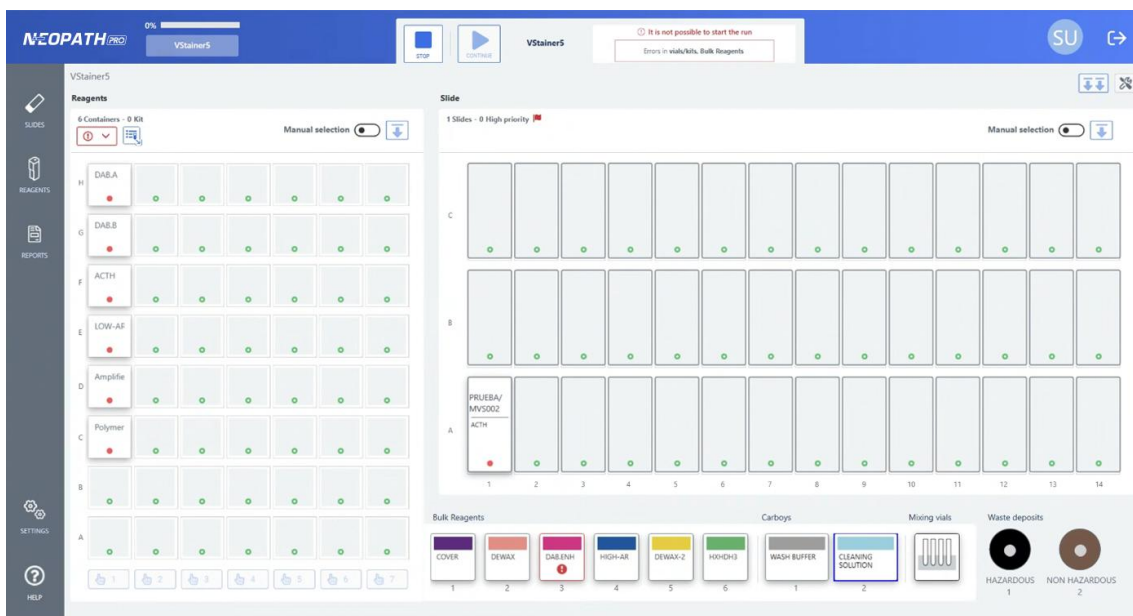 NEOPATH PRO
0%
VStainer5
STOP
CONTINUE
VStainer5
It is not possible to start the run
Errors in vials/kits. Bulk Reagents
SU
SLIDES
REAGENTS
REPORTS
SETTINGS
HELP
VStainer5
Reagents
6 Containers - 0 Kit
Manual selection
H
DAB.A
G
DAB.B
F
ACTH
E
LOW-AR
D
Amplifie
C
Polymer
B
A
1 2 3 4 5 6 7
Slide
1 Slides - 0 High priority
Manual selection
C
B
A
PRUEBA/
MVS002
ACTH
1 2 3 4 5 6 7 8 9 10 11 12 13 14
Bulk Reagents
COVER
DEWAX
DAB.ENH
HIGH-AR
DEWAX-2
HXHDH3
1 2 3 4 5 6
Carboys
WASH BUFFER
CLEANING
SOLUTION
1 2
Mixing vials
Waste deposits
HAZARDOUS
1
NON HAZARDOUS
2